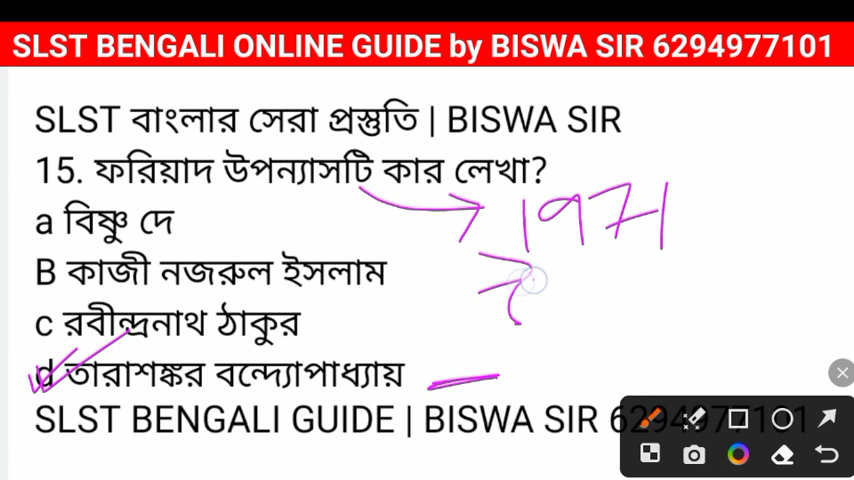 SLST BENGALI ONLINE GUIDE by BISWA SIR 6294977101
SLST বাংলার সেরা প্রস্তুতি | BISWA SIR
15. ফরিয়াদ উপন্যাসটি কার লেখা?
1971
a বিষ্ণু দে
B কাজী নজরুল ইসলাম
c রবীন্দ্রনাথ ঠাকুর
d তারাশঙ্কর বন্দ্যোপাধ্যায়
SLST BENGALI GUIDE | BISWA SIR 6294977101